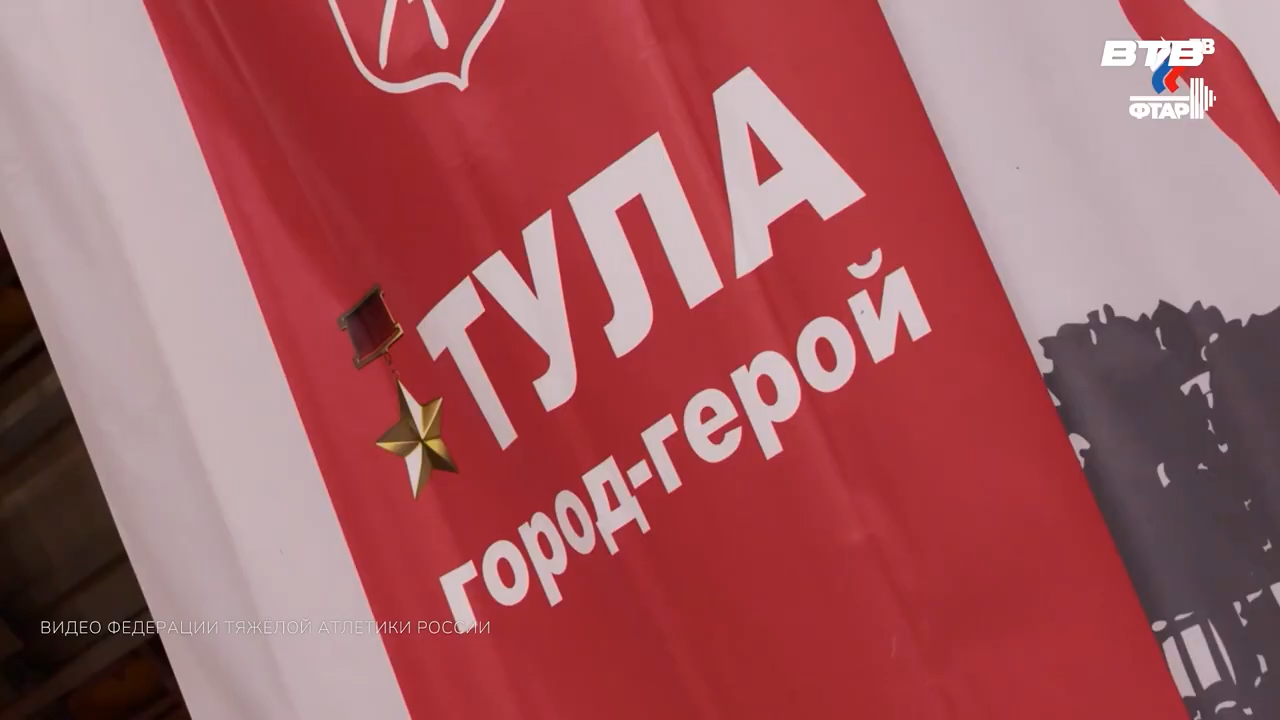 ВТВ
ФТАР
ТУЛА
город-герой
ВИДЕО ФЕДЕРАЦИИ ТЯЖЕЛОЙ АТЛЕТИКИ РОССИИ